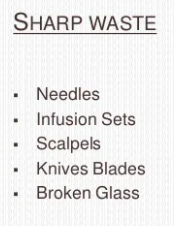 SHARP WASTE
▪ Needles
▪ Infusion Sets
▪ Scalpels
▪ Knives Blades
▪ Broken Glass